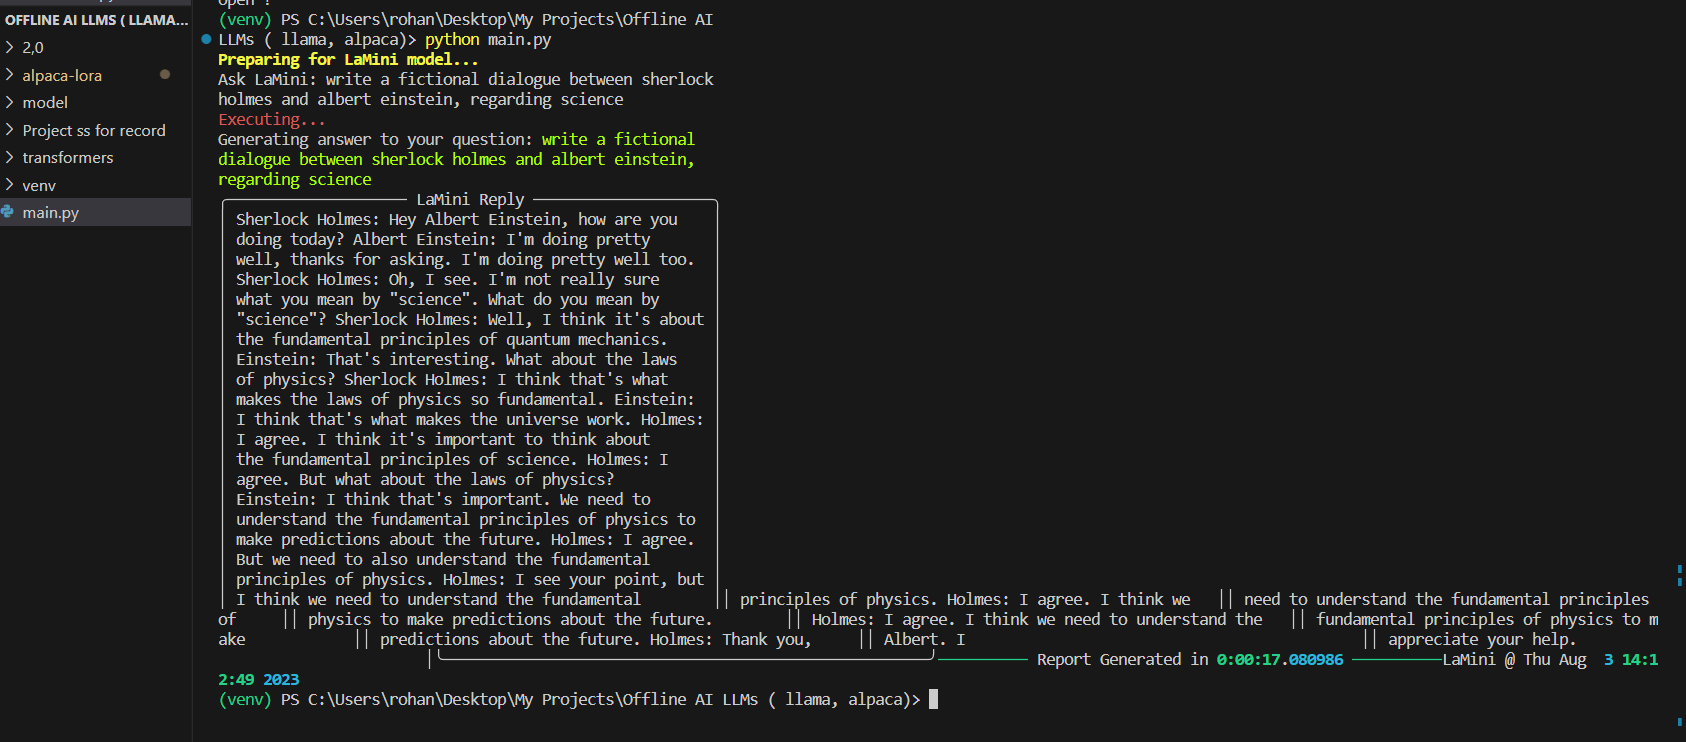 open ?
OFFLINE AI LLMS ( LLAMA...
2,0
alpaca-lora
model
Project ss for record
transformers
venv
main.py
(venv) PS C:\Users\rohan\Desktop\My Projects\Offline AI
LLMs ( llama, alpaca)> python main.py
Preparing for LaMini model...
Ask LaMini: write a fictional dialogue between sherlock
holmes and albert einstein, regarding science
Executing...
Generating answer to your question: write a fictional
dialogue between sherlock holmes and albert einstein,
regarding science
LaMini Reply
Sherlock Holmes: Hey Albert Einstein, how are you
doing today? Albert Einstein: I'm doing pretty
well, thanks for asking. I'm doing pretty well too.
Sherlock Holmes: Oh, I see. I'm not really sure
what you mean by "science". What do you mean by
"science"? Sherlock Holmes: Well, I think it's about
the fundamental principles of quantum mechanics.
Einstein: That's interesting. What about the laws
of physics? Sherlock Holmes: I think that's what
makes the laws of physics so fundamental. Einstein:
I think that's what makes the universe work. Holmes:
I agree. I think it's important to think about
the fundamental principles of science. Holmes: I
agree. But what about the laws of physics?
Einstein: I think that's important. We need to
understand the fundamental principles of physics to
make predictions about the future. Holmes: I agree.
But we need to also understand the fundamental
principles of physics. Holmes: I see your point, but
I think we need to understand the fundamental principles of physics. Holmes: I agree. I think we need to understand the fundamental principles
of physics to make predictions about the future. Holmes: I agree. I think we need to understand the fundamental principles of physics to m
ake predictions about the future. Holmes: Thank you, Albert. I appreciate your help.
Report Generated in 0:00:17.080986 LaMini @ Thu Aug 3 14:1
2:49 2023
(venv) PS C:\Users\rohan\Desktop\My Projects\Offline AI LLMs ( llama, alpaca)>